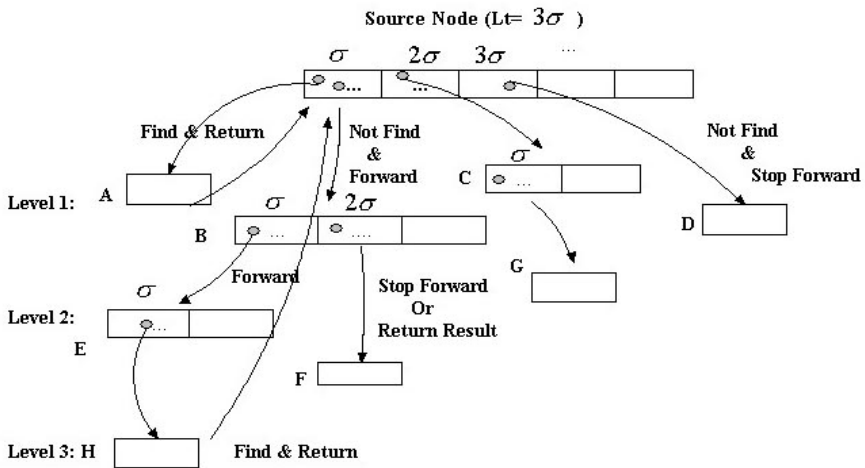 Source Node (Lt= 3σ )
σ 2σ 3σ ...
... ...
Find & Return
Not Find
&
Forward
Not Find
&
Stop Forward
Level 1: A
σ
C ...
D
σ 2σ
B ... ....
G
Forward
Stop Forward
Or
Return Result
Level 2:
σ
...
E
F
Level 3: H
Find & Return